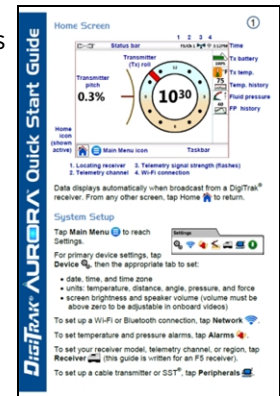 s
DigiTrak® AURORA® Quick Start Guide
Home Screen
1
1 2 3 4
Status bar
Time
Transmitter
(Tx) roll
Tx battery
Transmitter
pitch
Tx temp.
0.3%
10³⁰
75
Temp. history
Fluid pressure
40
FP history
Home
icon
(shown
active)
Main Menu icon
Taskbar
1. Locating receiver 3. Telemetry signal strength (flashes)
2. Telemetry channel 4. Wi-Fi connection
Data displays automatically when broadcast from a DigiTrak®
receiver. From any other screen, tap Home to return.
System Setup
Tap Main Menu to reach
Settings.
Settings
For primary device settings, tap
Device, then the appropriate tab to set:
• date, time, and time zone
• units: temperature, distance, angle, pressure, and force
• screen brightness and speaker volume (volume must be
above zero to be adjustable in onboard videos)
To set up a Wi-Fi or Bluetooth connection, tap Network.
To set temperature and pressure alarms, tap Alarms.
To set your receiver model, telemetry channel, or region, tap
Receiver (this guide is written for an F5 receiver).
To set up a cable transmitter or SST®, tap Peripherals.